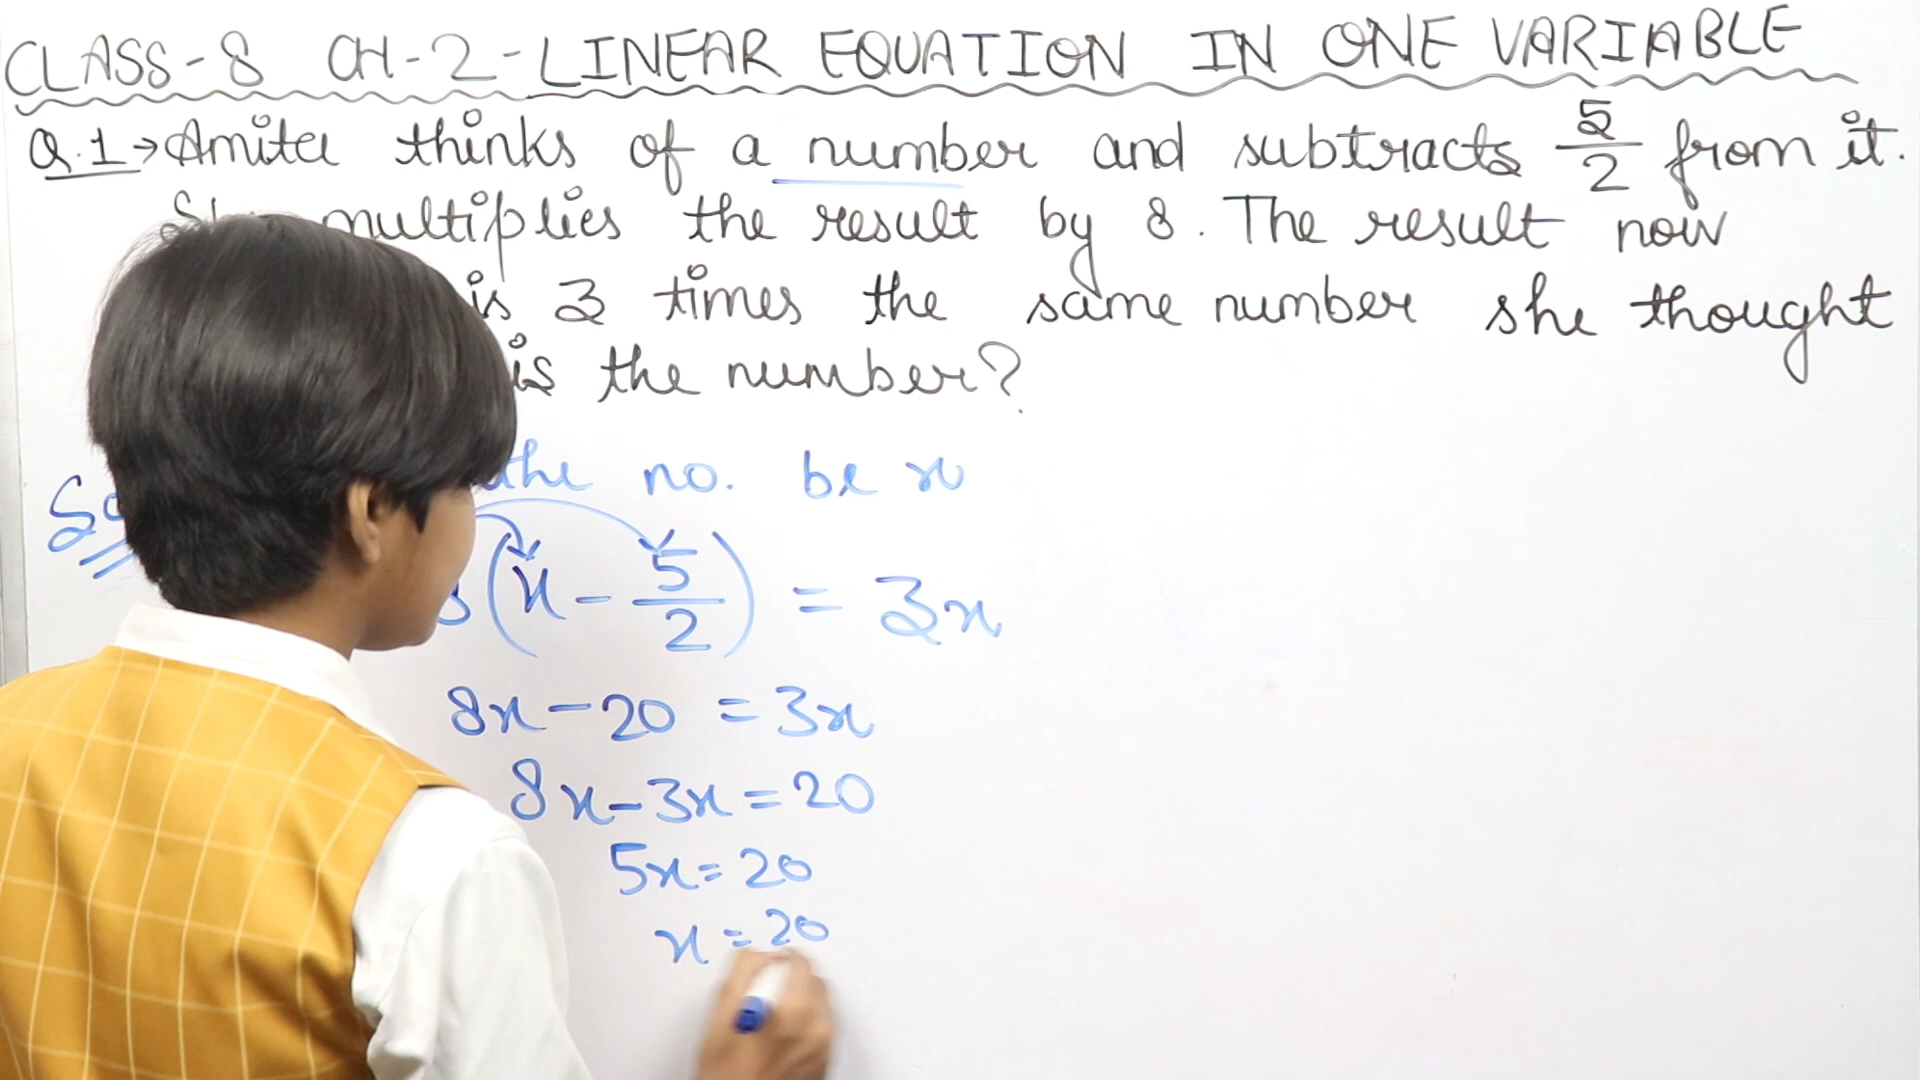 CLASS-8 CH-2-LINEAR EQUATION IN ONE VARIABLE
Q.1→Amita thinks of a number and subtracts 5/2 from it.
multiplies the result by 8. The result now
is 3 times the same number she thought
is the number?
the no. be x
8(x - 5/2) = 3x
8x-20 = 3x
8x-3x=20
5x=20
x=20